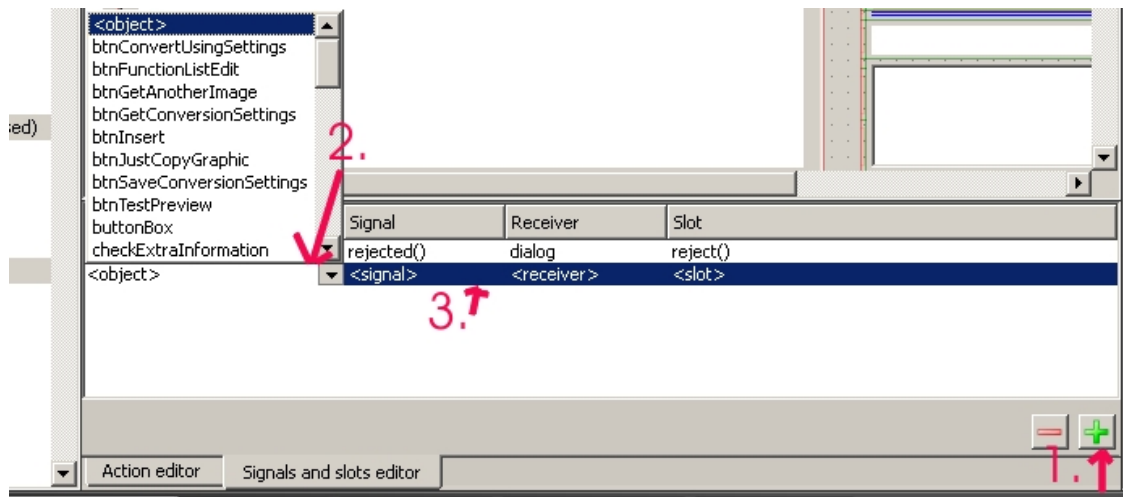 <object>
btnConvertUsingSettings
btnFunctionListEdit
btnGetAnotherImage
btnGetConversionSettings
btnInsert
btnJustCopyGraphic
btnSaveConversionSettings
btnTestPreview
buttonBox
checkExtraInformation
sed)
2.
Signal Receiver Slot
rejected() dialog reject()
<object> <signal> <receiver> <slot>
3.
1.
Action editor Signals and slots editor